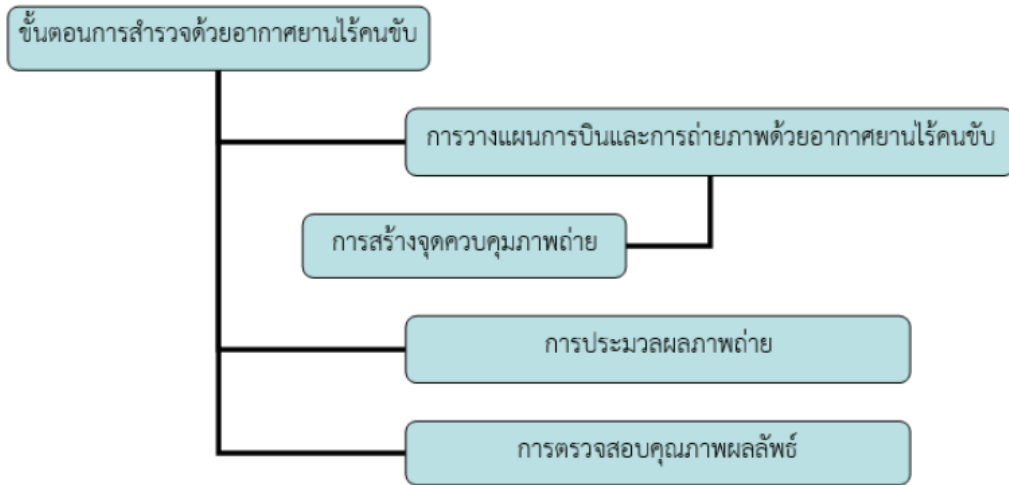 ขั้นตอนการสำรวจด้วยอากาศยานไร้คนขับ
การวางแผนการบินและการถ่ายภาพด้วยอากาศยานไร้คนขับ
การสร้างจุดควบคุมภาพถ่าย
การประมวลผลภาพถ่าย
การตรวจสอบคุณภาพผลลัพธ์